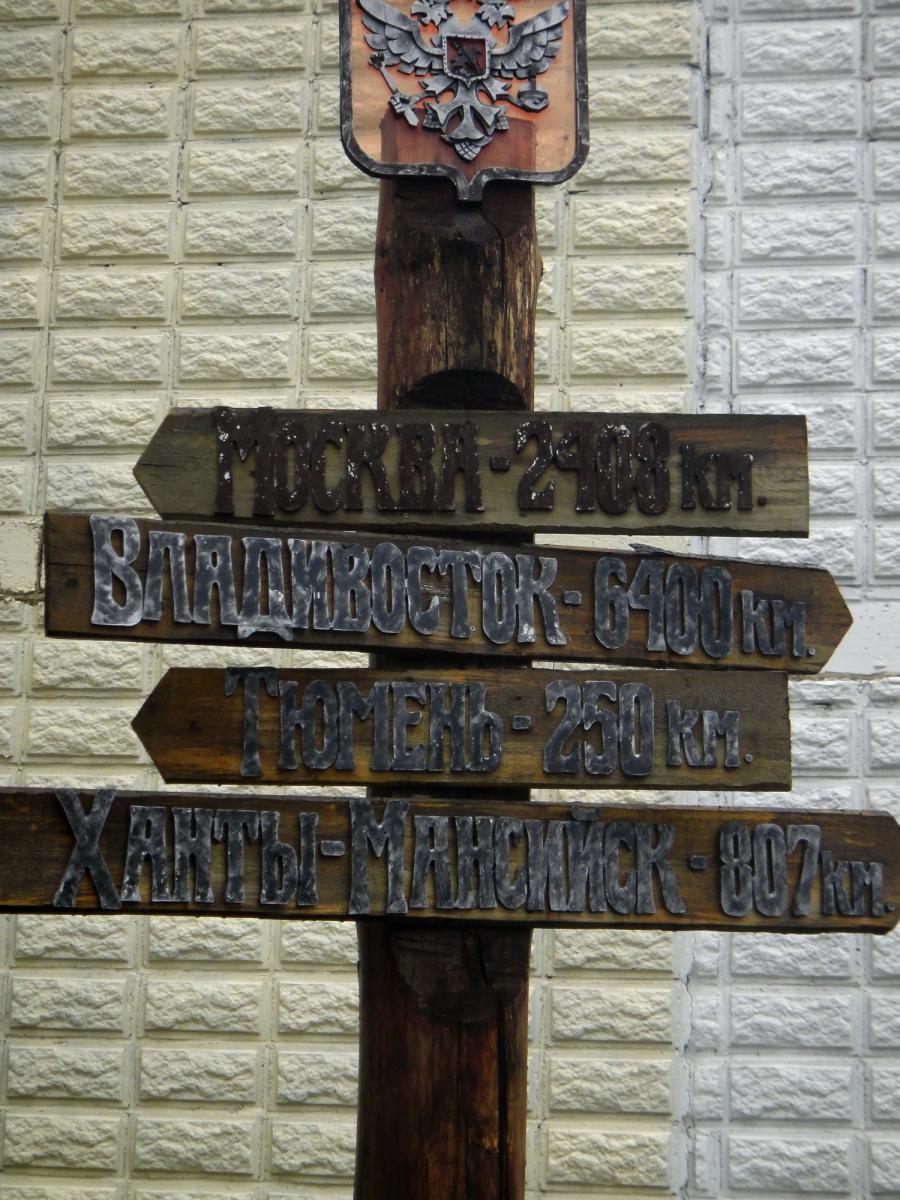 Москва - 2408 км.
Владивосток - 6400 км.
Тюмень - 250 км.
Ханты - Мансийск - 807 км.